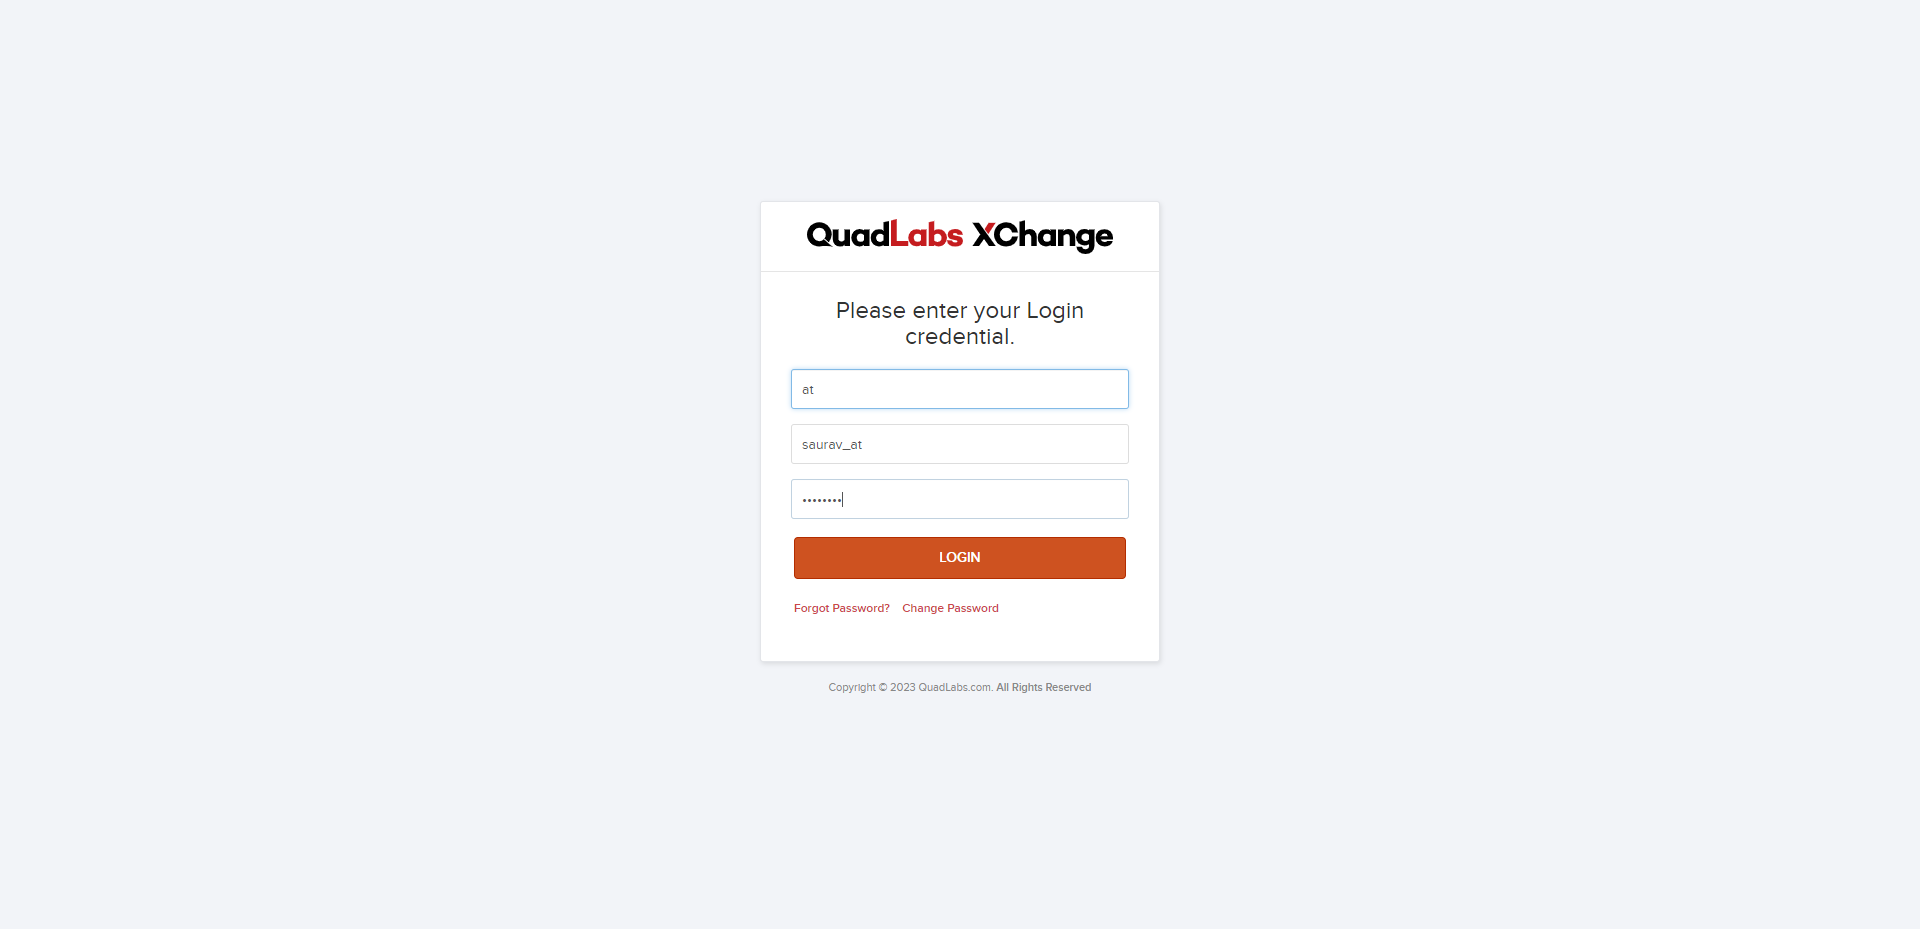 QuadLabs XChange
Please enter your Login
credential.
at
saurav_at
••••••••
LOGIN
Forgot Password? Change Password
Copyright © 2023 QuadLabs.com. All Rights Reserved